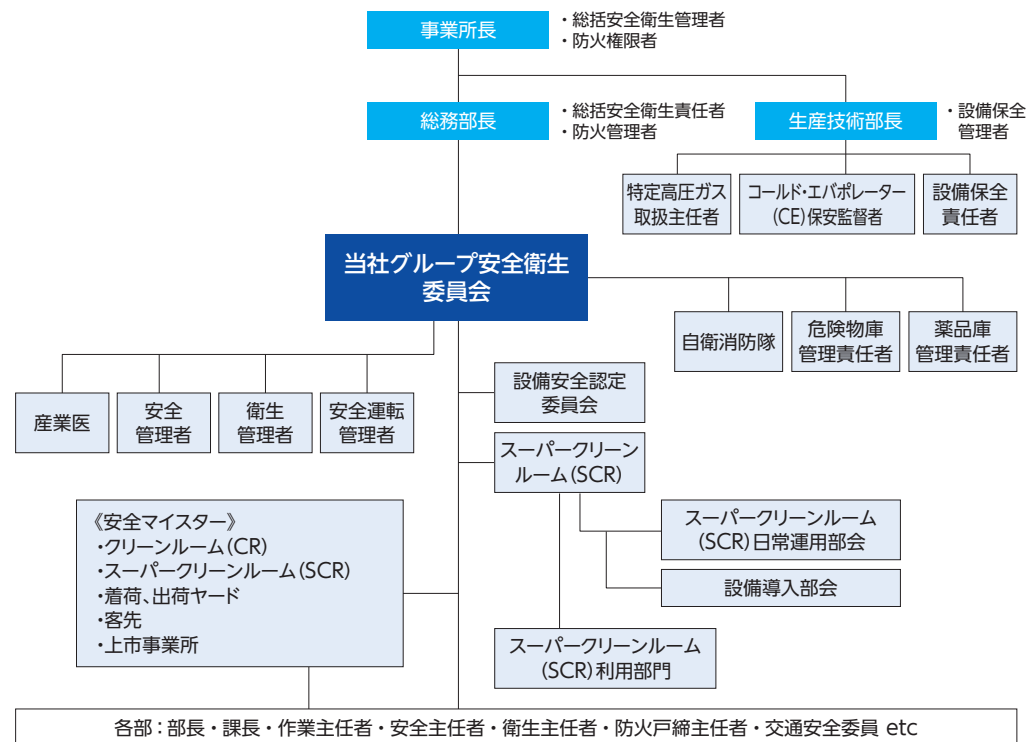 事業所長
・総括安全衛生管理者
・防火権限者
総務部長
・総括安全衛生責任者
・防火管理者
生産技術部長
・設備保全
管理者
特定高圧ガス
取扱主任者
コールド・エバポレーター
(CE)保安監督者
設備保全
責任者
当社グループ安全衛生
委員会
自衛消防隊
危険物庫
管理責任者
薬品庫
管理責任者
産業医
安全
管理者
衛生
管理者
安全運転
管理者
設備安全認定
委員会
スーパークリーン
ルーム(SCR)
《安全マイスター》
・クリーンルーム(CR)
・スーパークリーンルーム(SCR)
・着荷、出荷ヤード
・客先
・上市事業所
スーパークリーンルーム
(SCR)日常運用部会
設備導入部会
スーパークリーンルーム
(SCR)利用部門
各部：部長・課長・作業主任者・安全主任者・衛生主任者・防火戸締主任者・交通安全委員 etc